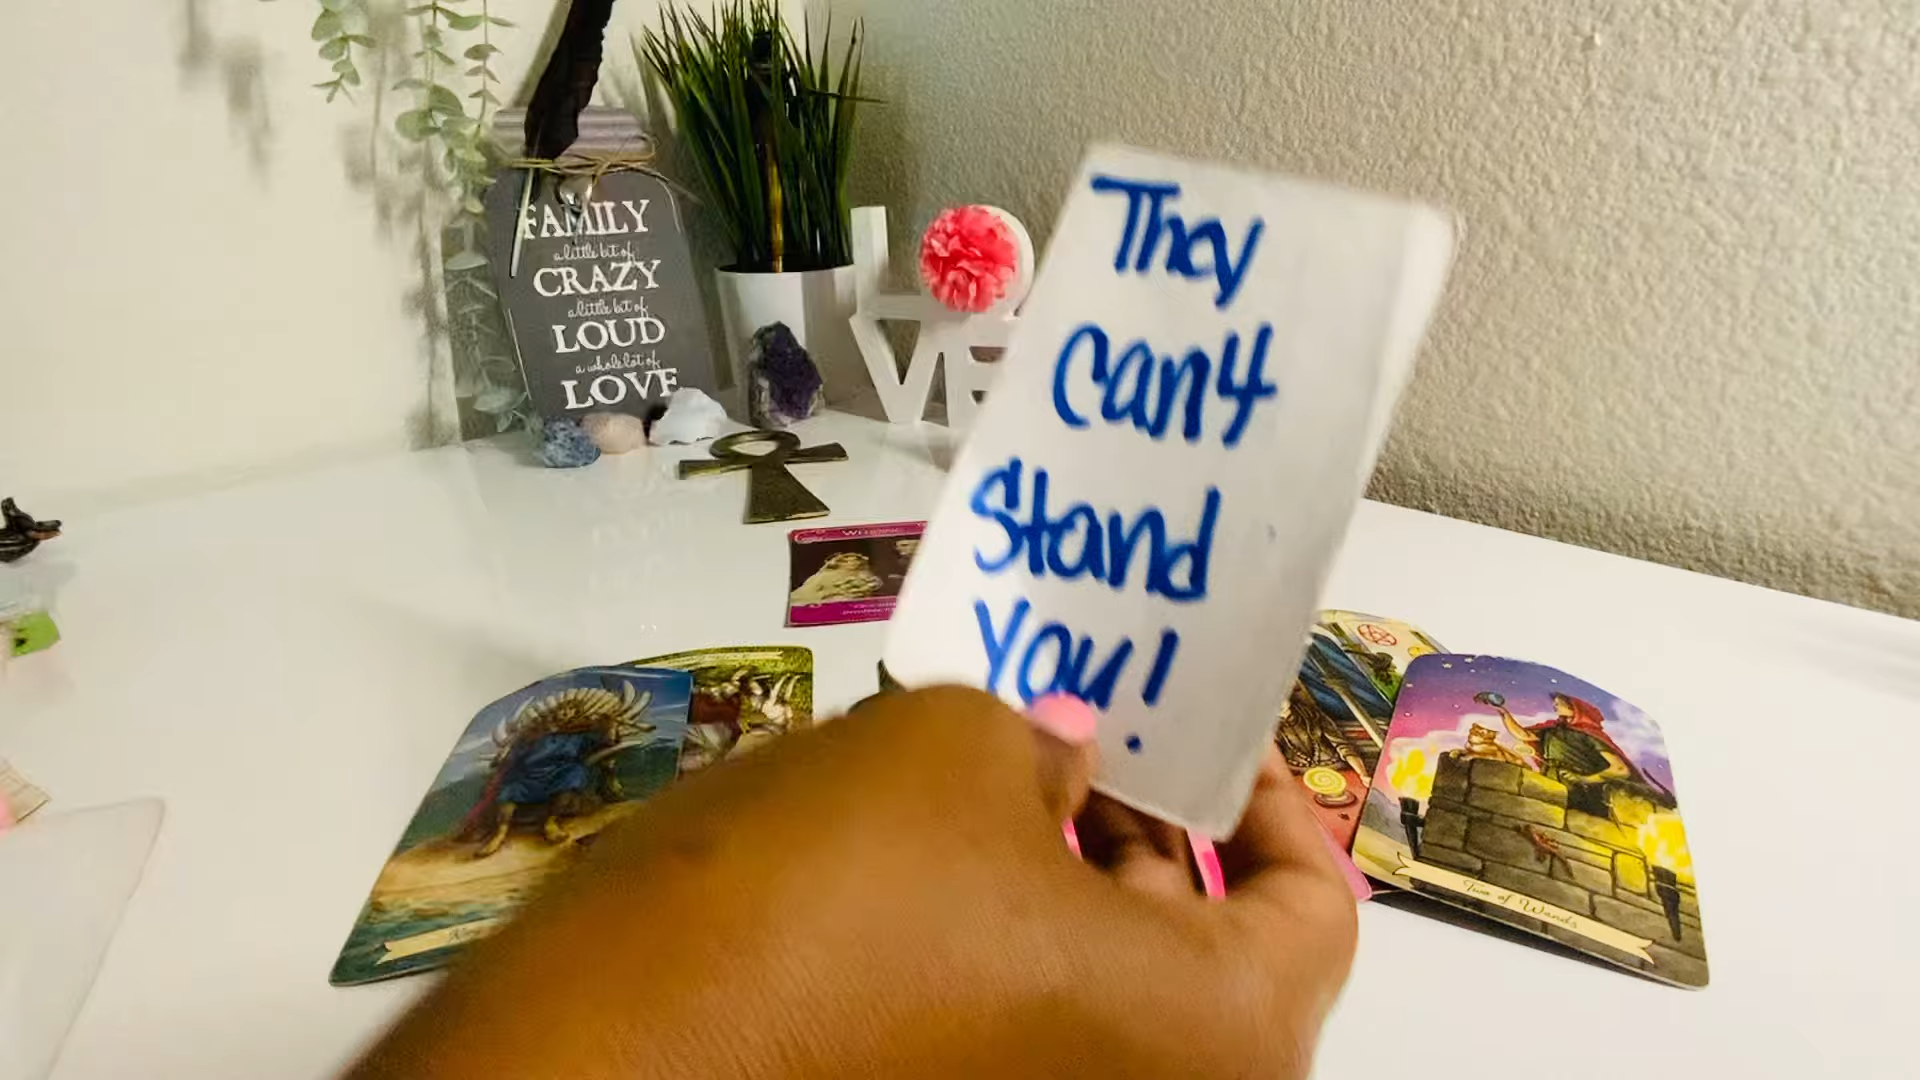 FAMILY
a little bit of
CRAZY
a little bit of
LOUD
a whole lot of
LOVE
LOVE
They
Can't
Stand
You!
Two of Wands